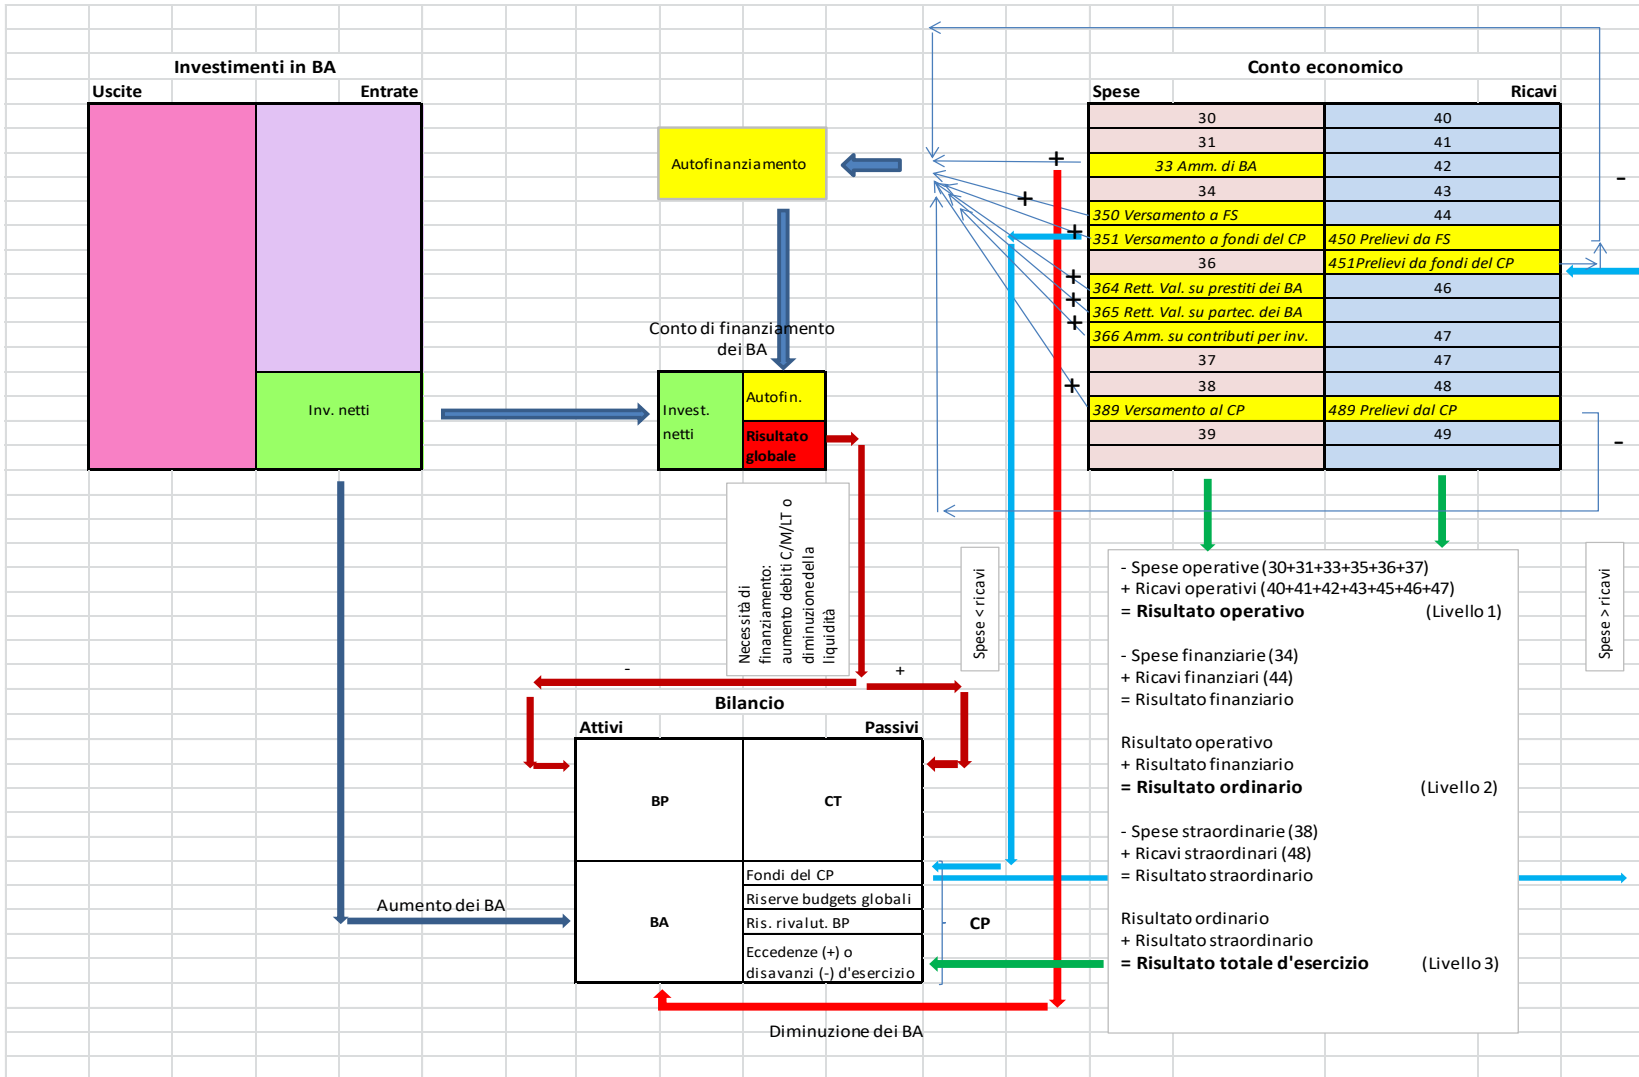 Investimenti in BA
Uscite Entrate
Inv. netti
Aumento dei BA
Autofinanziamento
Conto di finanziamento
dei BA
Invest.
netti
Autofin.
Risultato
globale
Necessità di
finanziamento:
aumento debiti C/M/LT o
diminuzione della
liquidità
- +
Bilancio
Attivi Passivi
BP CT
BA
Fondi del CP
Riserve budgets globali
Ris. rivalut. BP
Eccedenze (+) o
disavanzi (-) d'esercizio
CP
Diminuzione dei BA
Conto economico
Spese Ricavi
30 40
31 41
33 Amm. di BA 42
34 43
350 Versamento a FS 44
351 Versamento a fondi del CP 450 Prelievi da FS
36 451Prelievi da fondi del CP
364 Rett. Val. su prestiti dei BA 46
365 Rett. Val. su partec. dei BA
366 Amm. su contributi per inv. 47
37 47
38 48
389 Versamento al CP 489 Prelievi dal CP
39 49
+
+
+
+
+
+
+
-
-
Spese < ricavi
Spese > ricavi
- Spese operative (30+31+33+35+36+37)
+ Ricavi operativi (40+41+42+43+45+46+47)
= Risultato operativo (Livello 1)
- Spese finanziarie (34)
+ Ricavi finanziari (44)
= Risultato finanziario
Risultato operativo
+ Risultato finanziario
= Risultato ordinario (Livello 2)
- Spese straordinarie (38)
+ Ricavi straordinari (48)
= Risultato straordinario
Risultato ordinario
+ Risultato straordinario
= Risultato totale d'esercizio (Livello 3)